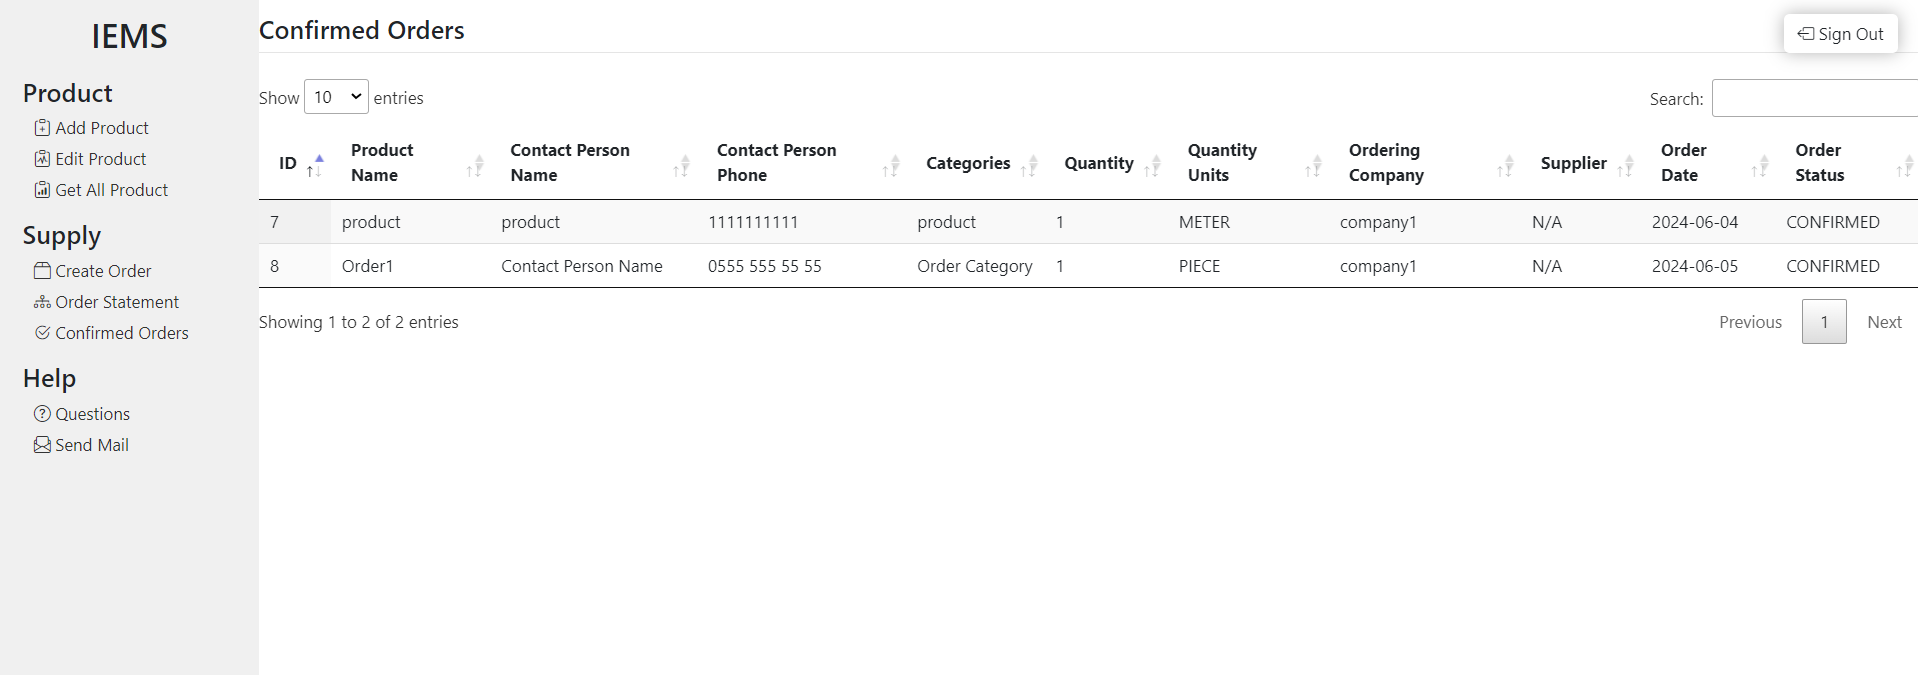 IEMS
Product
Add Product
Edit Product
Get All Product
Supply
Create Order
Order Statement
Confirmed Orders
Help
Questions
Send Mail
Confirmed Orders
Sign Out
Show 10 entries
Search:
ID Product Name Contact Person Name Contact Person Phone Categories Quantity Quantity Units Ordering Company Supplier Order Date Order Status
7 product product 1111111111 product 1 METER company1 N/A 2024-06-04 CONFIRMED
8 Order1 Contact Person Name 0555 555 55 55 Order Category 1 PIECE company1 N/A 2024-06-05 CONFIRMED
Showing 1 to 2 of 2 entries
Previous 1 Next